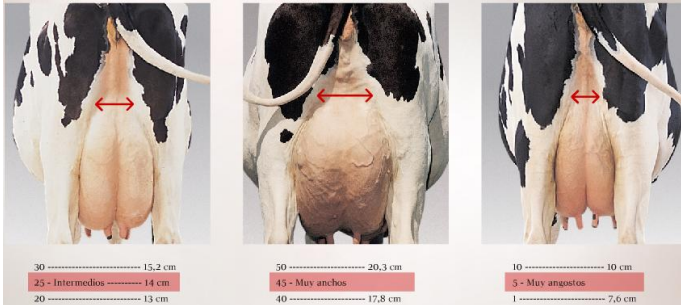 30 ---------------------------- 15,2 cm
25 - Intermedios ---------- 14 cm
20 ---------------------------- 13 cm
50 ----------------------- 20,3 cm
45 - Muy anchos
40 ----------------------- 17,8 cm
10 ------------------------- 10 cm
5 - Muy angostos
1 --------------------------- 7,6 cm